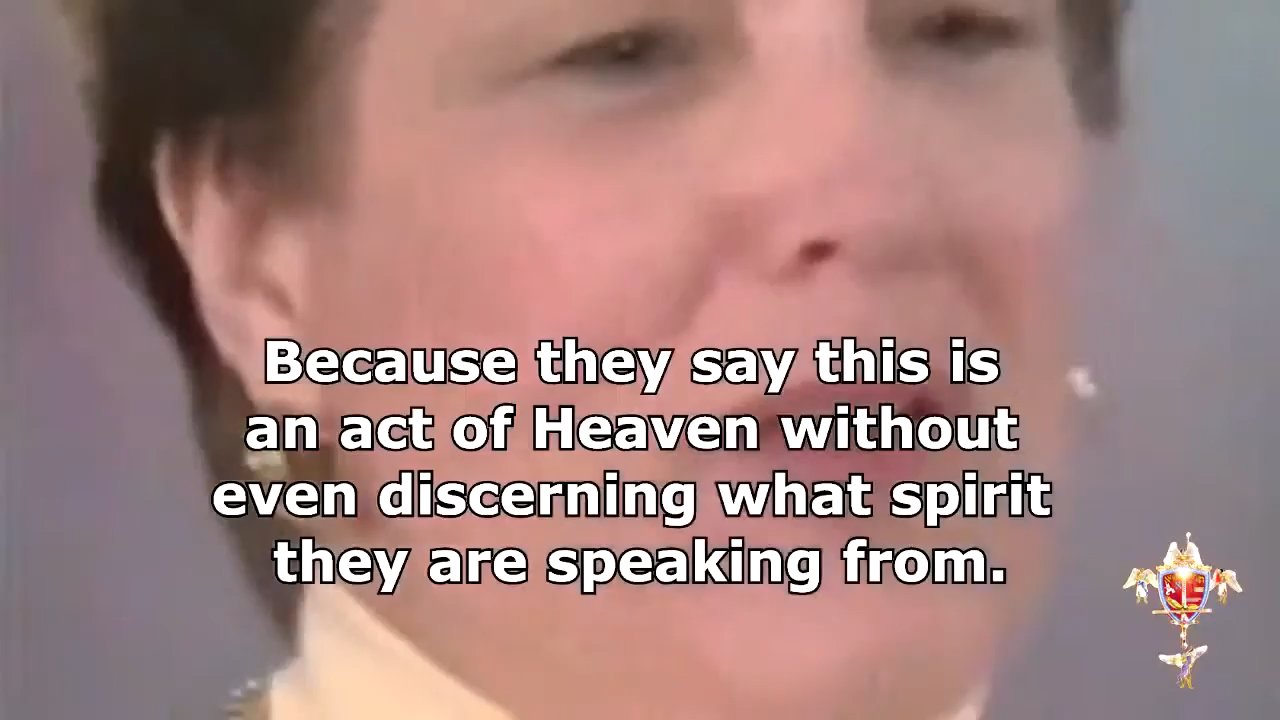 Because they say this is
an act of Heaven without
even discerning what spirit
they are speaking from.